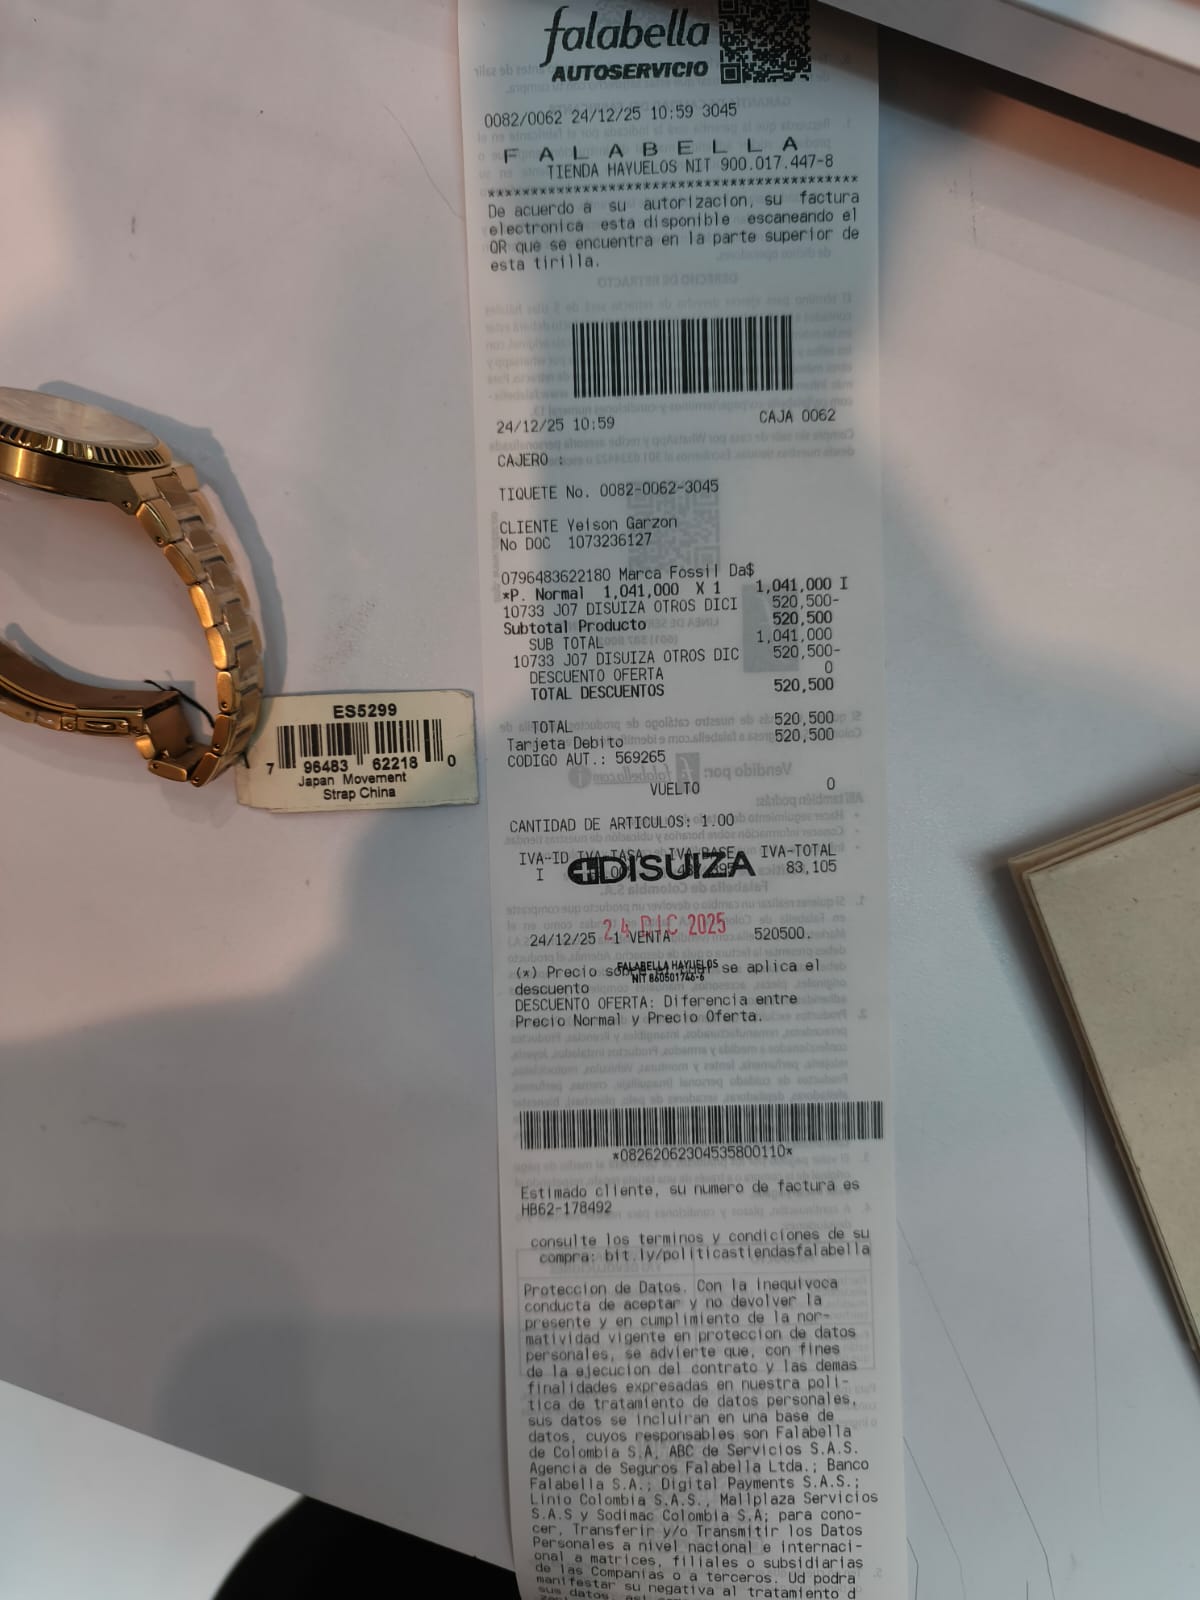 falabella
AUTOSERVICIO
0082/0062 24/12/25 10:59 3045
F A L A B E L L A
TIENDA HAYUELOS NIT 900.017.447-8
********************************************
De acuerdo a su autorizacion, su factura
electronica esta disponible escaneando el
QR que se encuentra en la parte superior de
esta tirilla.
24/12/25 10:59 CAJA 0062
CAJERO :
TIQUETE No. 0082-0062-3045
CLIENTE Yeison Garzon
No DOC 1073236127
0796483622180 Marca Fossil Da$
*P. Normal 1,041,000 X 1 1,041,000 I
10733 J07 DISUIZA OTROS DICI 520,500-
Subtotal Producto 520,500
SUB TOTAL 1,041,000
10733 J07 DISUIZA OTROS DIC 520,500-
DESCUENTO OFERTA 0
TOTAL DESCUENTOS 520,500
TOTAL 520,500
Tarjeta Debito 520,500
CODIGO AUT.: 569265
VUELTO 0
CANTIDAD DE ARTICULOS: 1.00
IVA-ID IVA-TASA IVA-BASE IVA-TOTAL
I 83,105
DISUIZA
24 DIC 2025
24/12/25 1 VENTA 520500.
FALABELLA HAYUELOS
NIT 860501746-6
(*) Precio se aplica el
descuento
DESCUENTO OFERTA: Diferencia entre
Precio Normal y Precio Oferta.
*08262062304535800110*
Estimado cliente, su numero de factura es
HB62-178492
consulte los terminos y condiciones de su
compra: bit.ly/politicastiendasfalabella
Proteccion de Datos. Con la inequivoca
conducta de aceptar y no devolver la
presente y en cumplimiento de la nor-
matividad vigente en proteccion de datos
personales, se advierte que, con fines
de la ejecucion del contrato y las demas
finalidades expresadas en nuestra poli-
tica de tratamiento de datos personales,
sus datos se incluiran en una base de
datos, cuyos responsables son Falabella
de Colombia S.A, ABC de Servicios S.A.S.
Agencia de Seguros Falabella Ltda.; Banco
Falabella S.A.; Digital Payments S.A.S.;
Linio Colombia S.A.S., Mallplaza Servicios
S.A.S y Sodimac Colombia S.A; para cono-
cer, Transferir y/o Transmitir los Datos
Personales a nivel nacional e internaci-
onal a matrices, filiales o subsidiarias
de las Companias o a terceros. Ud podra
manifestar su negativa al tratamiento d
sus datos,
ES5299
7 96483 62218 0
Japan Movement
Strap China